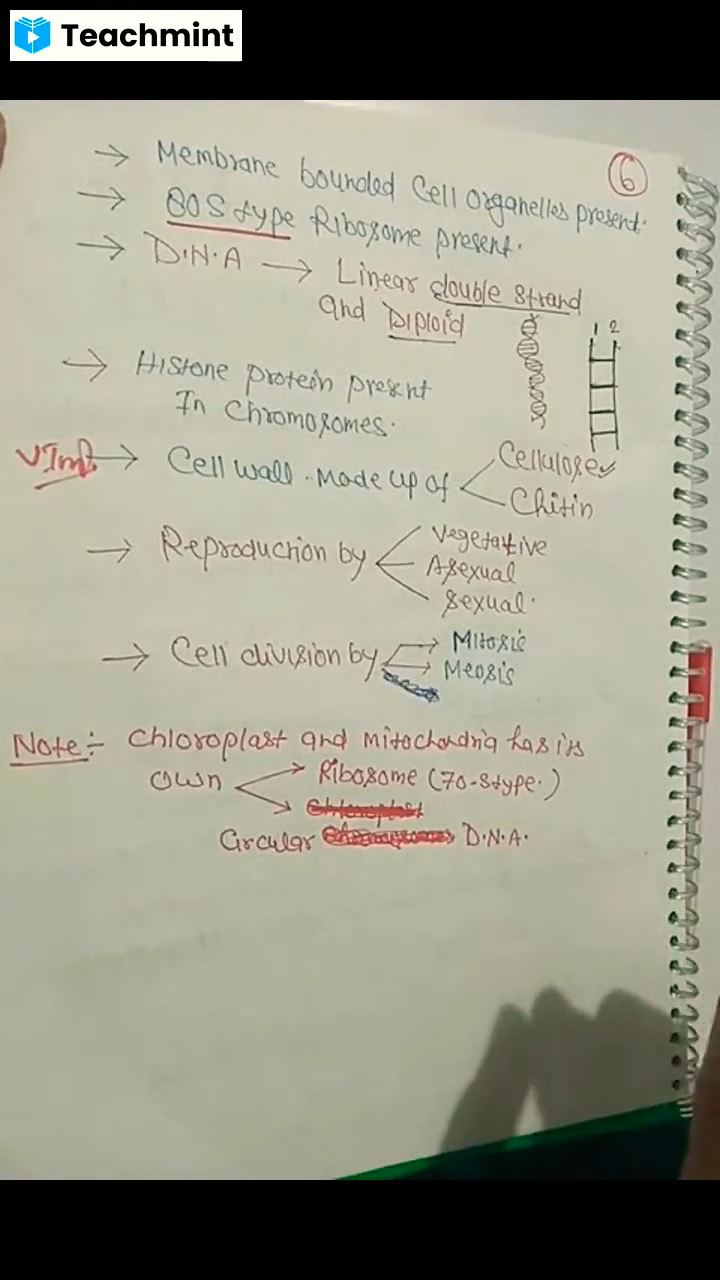 Teachmint
6
→ Membrane bounded Cell Organelles present.
→ 80S type Ribosome present.
→ D.N.A → Linear double strand
and Diploid
1 2
→ Histone protein present
In Chromosomes.
V Imp. → Cell wall. Made up of Cellulose
Chitin
→ Reproduction by Vegetative
Asexual
Sexual.
→ Cell division by → Mitosis
→ Meosis
Note:- Chloroplast and Mitochondria has its
Own → Ribosome (70-Stype.)
→
Circular D.N.A.